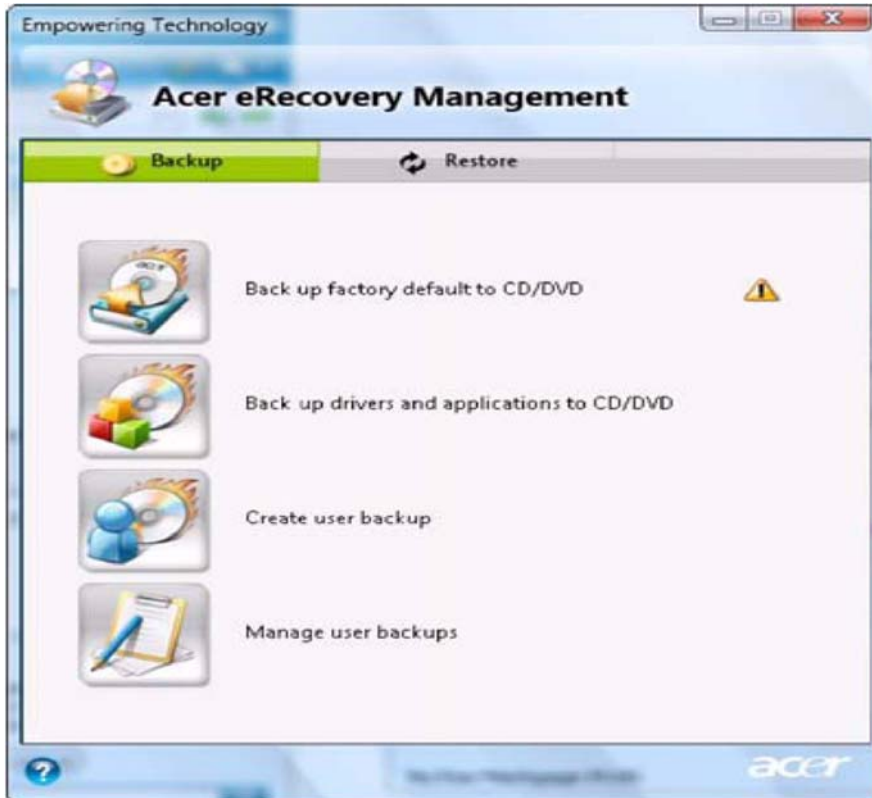 Empowering Technology
Acer eRecovery Management
Backup
Restore
Back up factory default to CD/DVD
Back up drivers and applications to CD/DVD
Create user backup
Manage user backups
acer